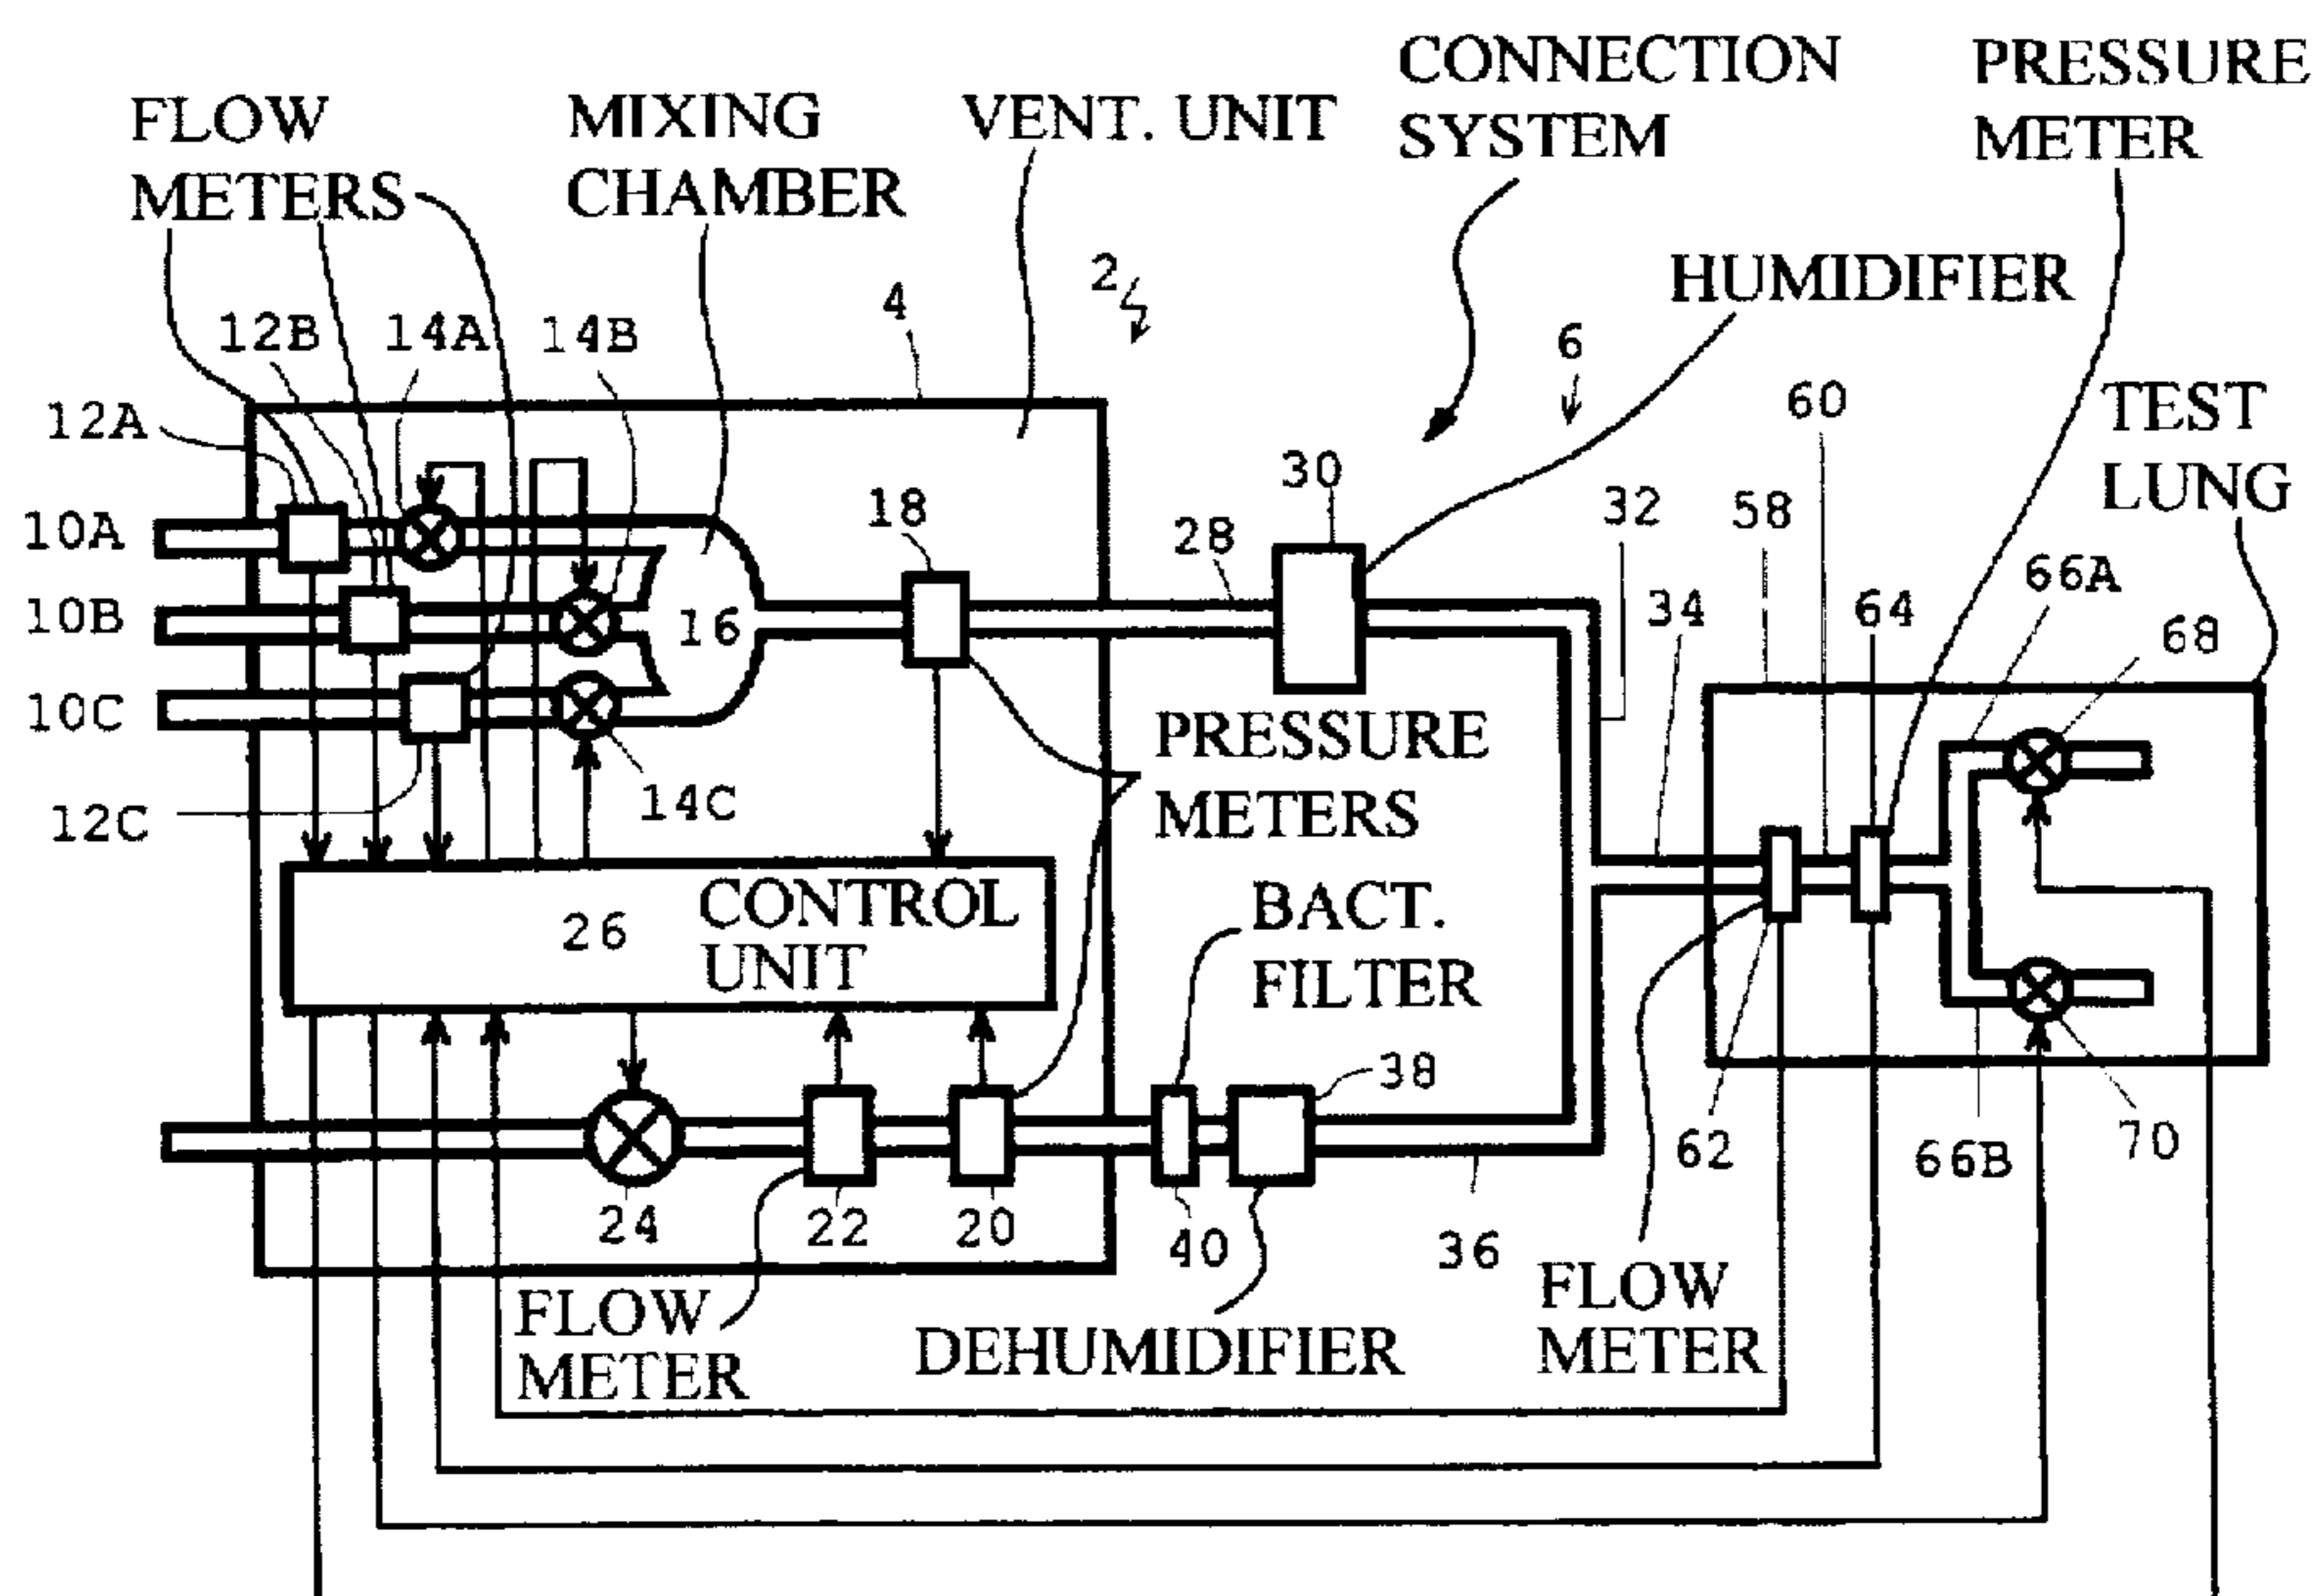 CONNECTION
SYSTEM
PRESSURE
METER
FLOW
METERS
MIXING
CHAMBER
VENT. UNIT
HUMIDIFIER
2
4
6
12B
14A
14B
12A
60
TEST
LUNG
30
18
28
32
58
10A
66A
10B
16
34
64
68
10C
PRESSURE
METERS
14C
12C
CONTROL
UNIT
26
BACT.
FILTER
38
62
66B
70
24
22
20
40
36
FLOW
METER
DEHUMIDIFIER
FLOW
METER